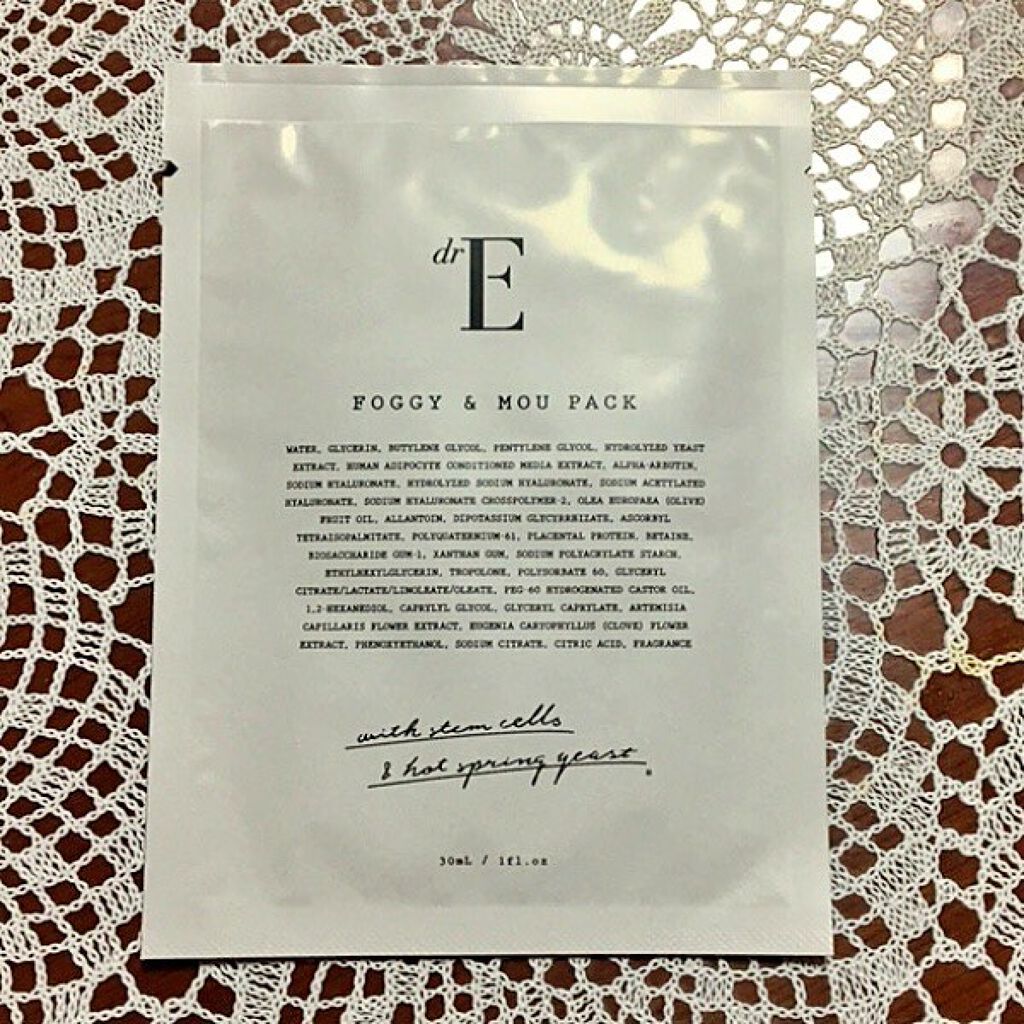 dr E
FOGGY & MOU PACK
WATER, GLYCERIN, BUTYLENE GLYCOL, PENTYLENE GLYCOL, HYDROLYLED YEAST
EXTRACT, HUMAN ADIPOCYTE CONDITIONED MEDIA EXTRACT, ALPHA-ARBUTIN,
SODIUM HYALURONATE, HYDROLYZED SODIUM HYALURONATE, SODIUM ACETYLATED
HYALURONATE, SODIUM HYALURONATE CROSSPOLYMER-2, OLEA EUROPAEA (OLIVE)
FRUIT OIL, ALLANTOIN, DIPOTASSIUM GLYCYRRHIZATE, ASCORBYL
TETRAISOPALMITATE, POLYQUATERNIUM-61, PLACENTAL PROTEIN, BETAINE,
BIOSACCHARIDE GUM-1, XANTHAN GUM, SODIUM POLYACRYLATE STARCH,
ETHYLHEXYLGLYCERIN, TROPOLONE, POLYSORBATE 60, GLYCERYL
CITRATE/LACTATE/LINOLEATE/OLEATE, PEG-60 HYDROGENATED CASTOR OIL,
1,2-HEXANEDIOL, CAPRYLYL GLYCOL, GLYCERYL CAPRYLATE, ARTEMISIA
CAPILLARIS FLOWER EXTRACT, EUGENIA CARYOPHYLLUS (CLOVE) FLOWER
EXTRACT, PHENOXYETHANOL, SODIUM CITRATE, CITRIC ACID, FRAGRANCE
with stem cells
& hot spring yeast.
30mL / 1fl.oz